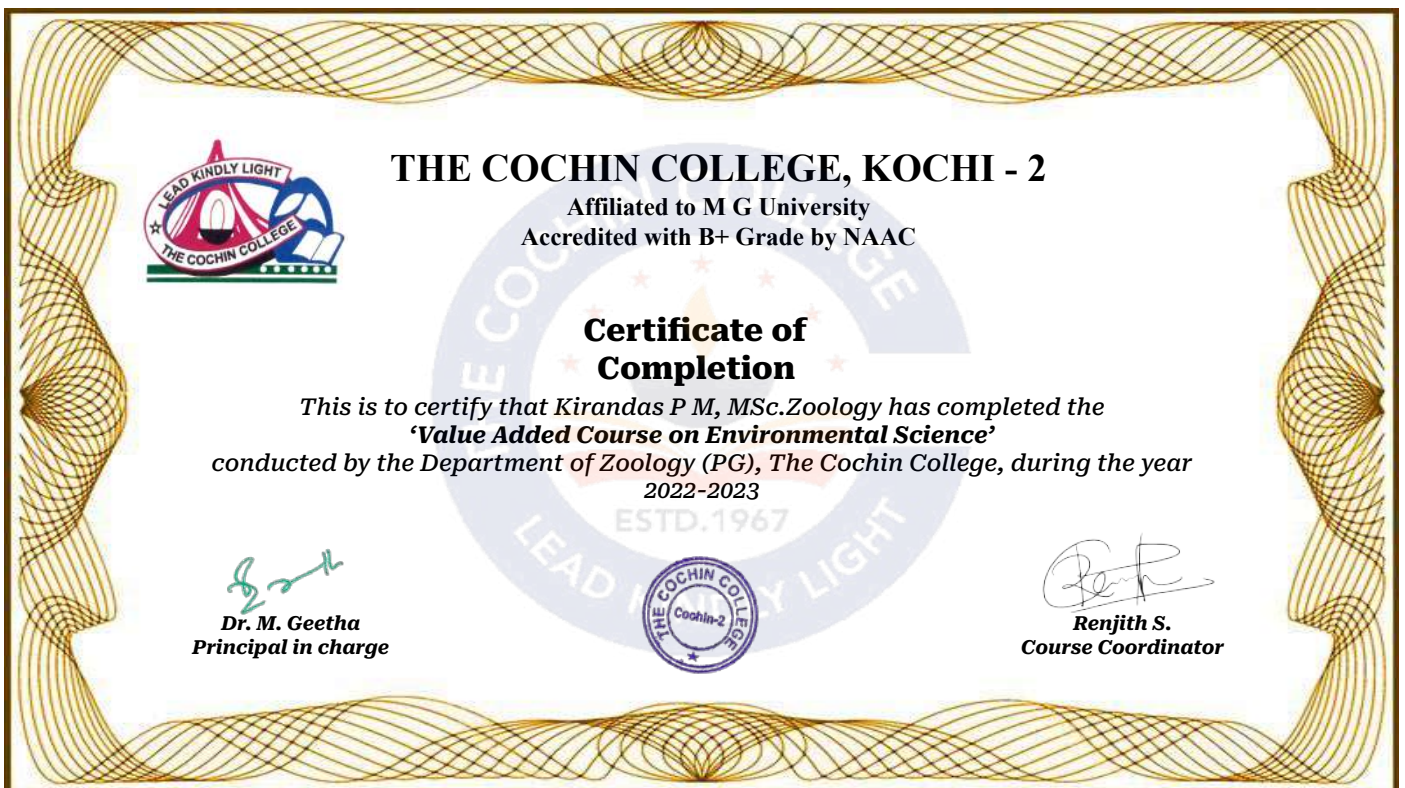 LEAD KINDLY LIGHT
THE COCHIN COLLEGE
THE COCHIN COLLEGE, KOCHI - 2
Affiliated to M G University
Accredited with B+ Grade by NAAC
THE COCHIN COLLEGE
Certificate of
Completion
This is to certify that Kirandas P M, MSc.Zoology has completed the
‘Value Added Course on Environmental Science’
conducted by the Department of Zoology (PG), The Cochin College, during the year
2022-2023
ESTD.1967
LEAD KINDLY LIGHT
Dr. M. Geetha
Principal in charge
THE COCHIN COLLEGE
Cochin-2
Renjith S.
Course Coordinator